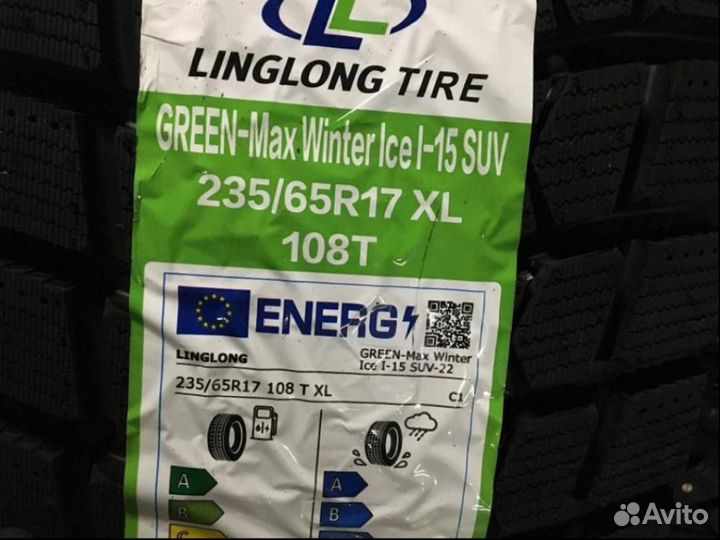 LINGLONG TIRE
GREEN-Max Winter Ice I-15 SUV
235/65R17 XL
108T
ENERG
LINGLONG
GREEN-Max Winter
Ice I-15 SUV-22
235/65R17 108 T XL
C1
A
A
B
B
Avito